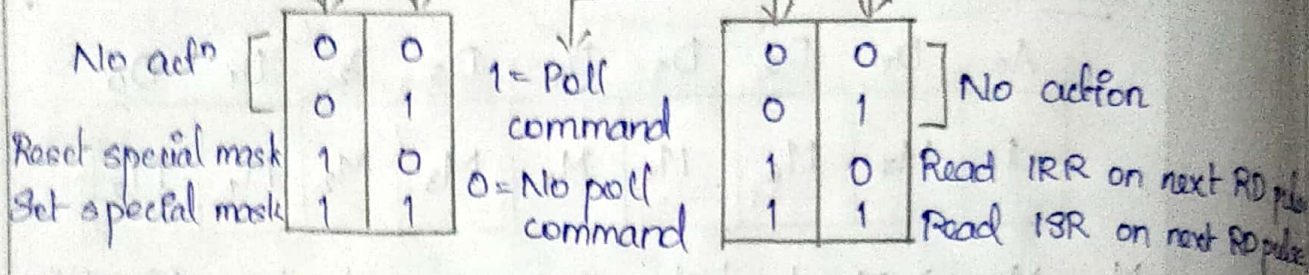 No actn [ 0 0
0 1
Reset special mask 1 0
Set special mask 1 1
1 = Poll
command
0 = No poll
command
0 0
0 1 ] No action
1 0 Read IRR on next RD pulse
1 1 Read ISR on next RD pulse